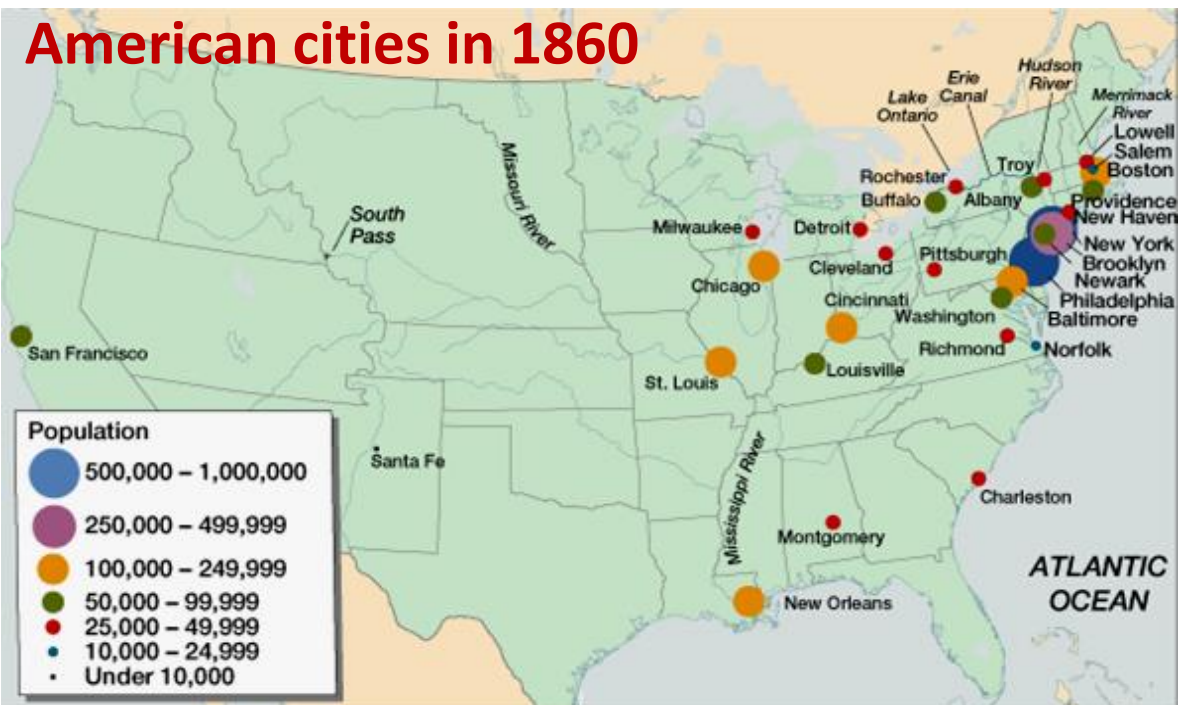 American cities in 1860
Hudson
River
Erie
Canal
Lake
Ontario
Merrimack
River
Lowell
Salem
Boston
Troy
Rochester
Buffalo
Albany
Providence
New Haven
Missouri River
South
Pass
Milwaukee
Detroit
Pittsburgh
New York
Brooklyn
Newark
Cleveland
Chicago
Cincinnati
Philadelphia
Washington
Baltimore
San Francisco
Richmond
Norfolk
Louisville
St. Louis
Population
500,000 – 1,000,000
250,000 – 499,999
100,000 – 249,999
50,000 – 99,999
25,000 – 49,999
10,000 – 24,999
Under 10,000
Santa Fe
Mississippi River
Charleston
Montgomery
New Orleans
ATLANTIC
OCEAN